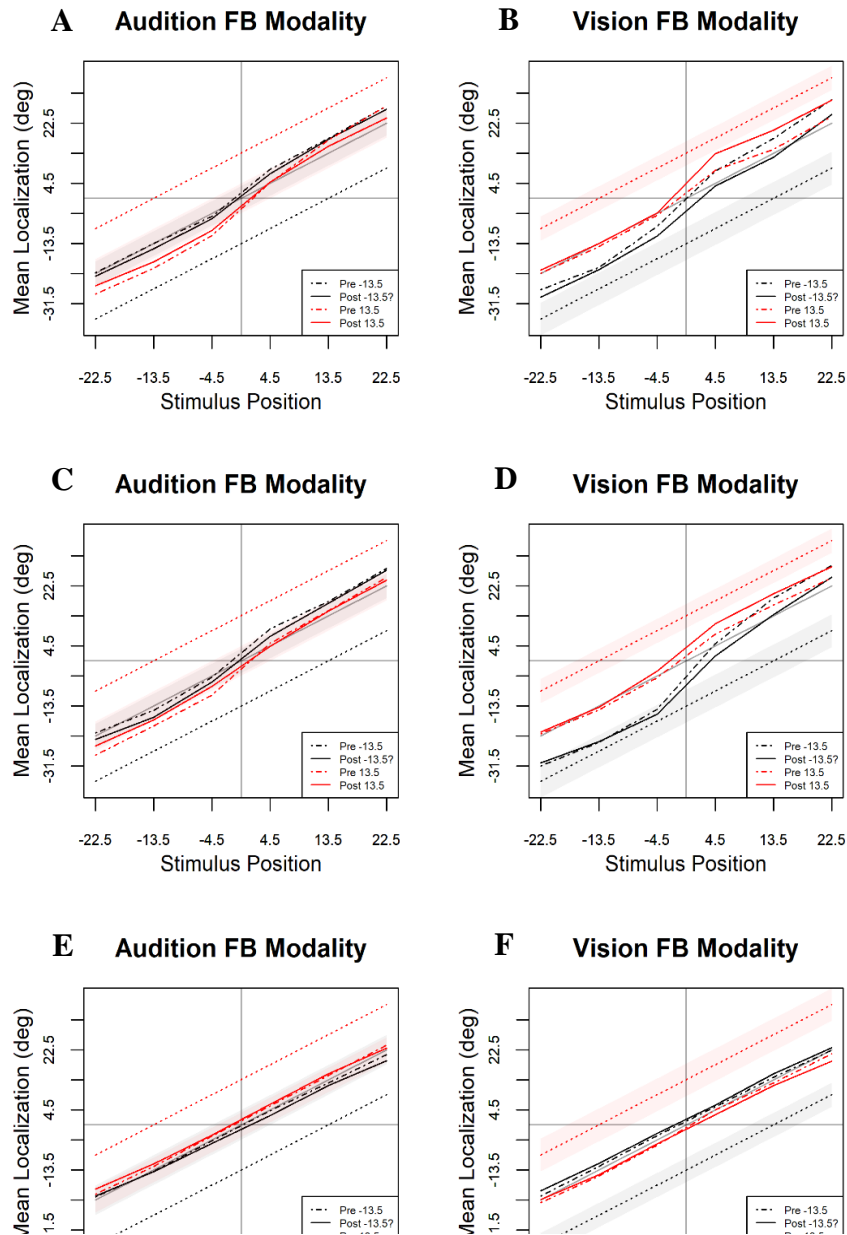 A Audition FB Modality
Mean Localization (deg)
22.5
4.5
-13.5
-31.5
Pre -13.5
Post -13.5?
Pre 13.5
Post 13.5
-22.5 -13.5 -4.5 4.5 13.5 22.5
Stimulus Position
B Vision FB Modality
Mean Localization (deg)
22.5
4.5
-13.5
-31.5
Pre -13.5
Post -13.5?
Pre 13.5
Post 13.5
-22.5 -13.5 -4.5 4.5 13.5 22.5
Stimulus Position
C Audition FB Modality
Mean Localization (deg)
22.5
4.5
-13.5
-31.5
Pre -13.5
Post -13.5?
Pre 13.5
Post 13.5
-22.5 -13.5 -4.5 4.5 13.5 22.5
Stimulus Position
D Vision FB Modality
Mean Localization (deg)
22.5
4.5
-13.5
-31.5
Pre -13.5
Post -13.5?
Pre 13.5
Post 13.5
-22.5 -13.5 -4.5 4.5 13.5 22.5
Stimulus Position
E Audition FB Modality
Mean Localization (deg)
22.5
4.5
-13.5
1.5
Pre -13.5
Post -13.5?
F Vision FB Modality
Mean Localization (deg)
22.5
4.5
-13.5
1.5
Pre -13.5
Post -13.5?